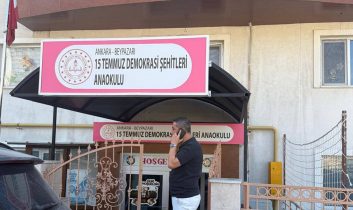 ANKARA - BEYPAZARI
15 TEMMUZ DEMOKRASİ ŞEHİTLERİ
ANAOKULU
ANKARA - BEYPAZARI
15 TEMMUZ DEMOKRASİ ŞEHİTLERİ ANAOKULU
HOŞGE